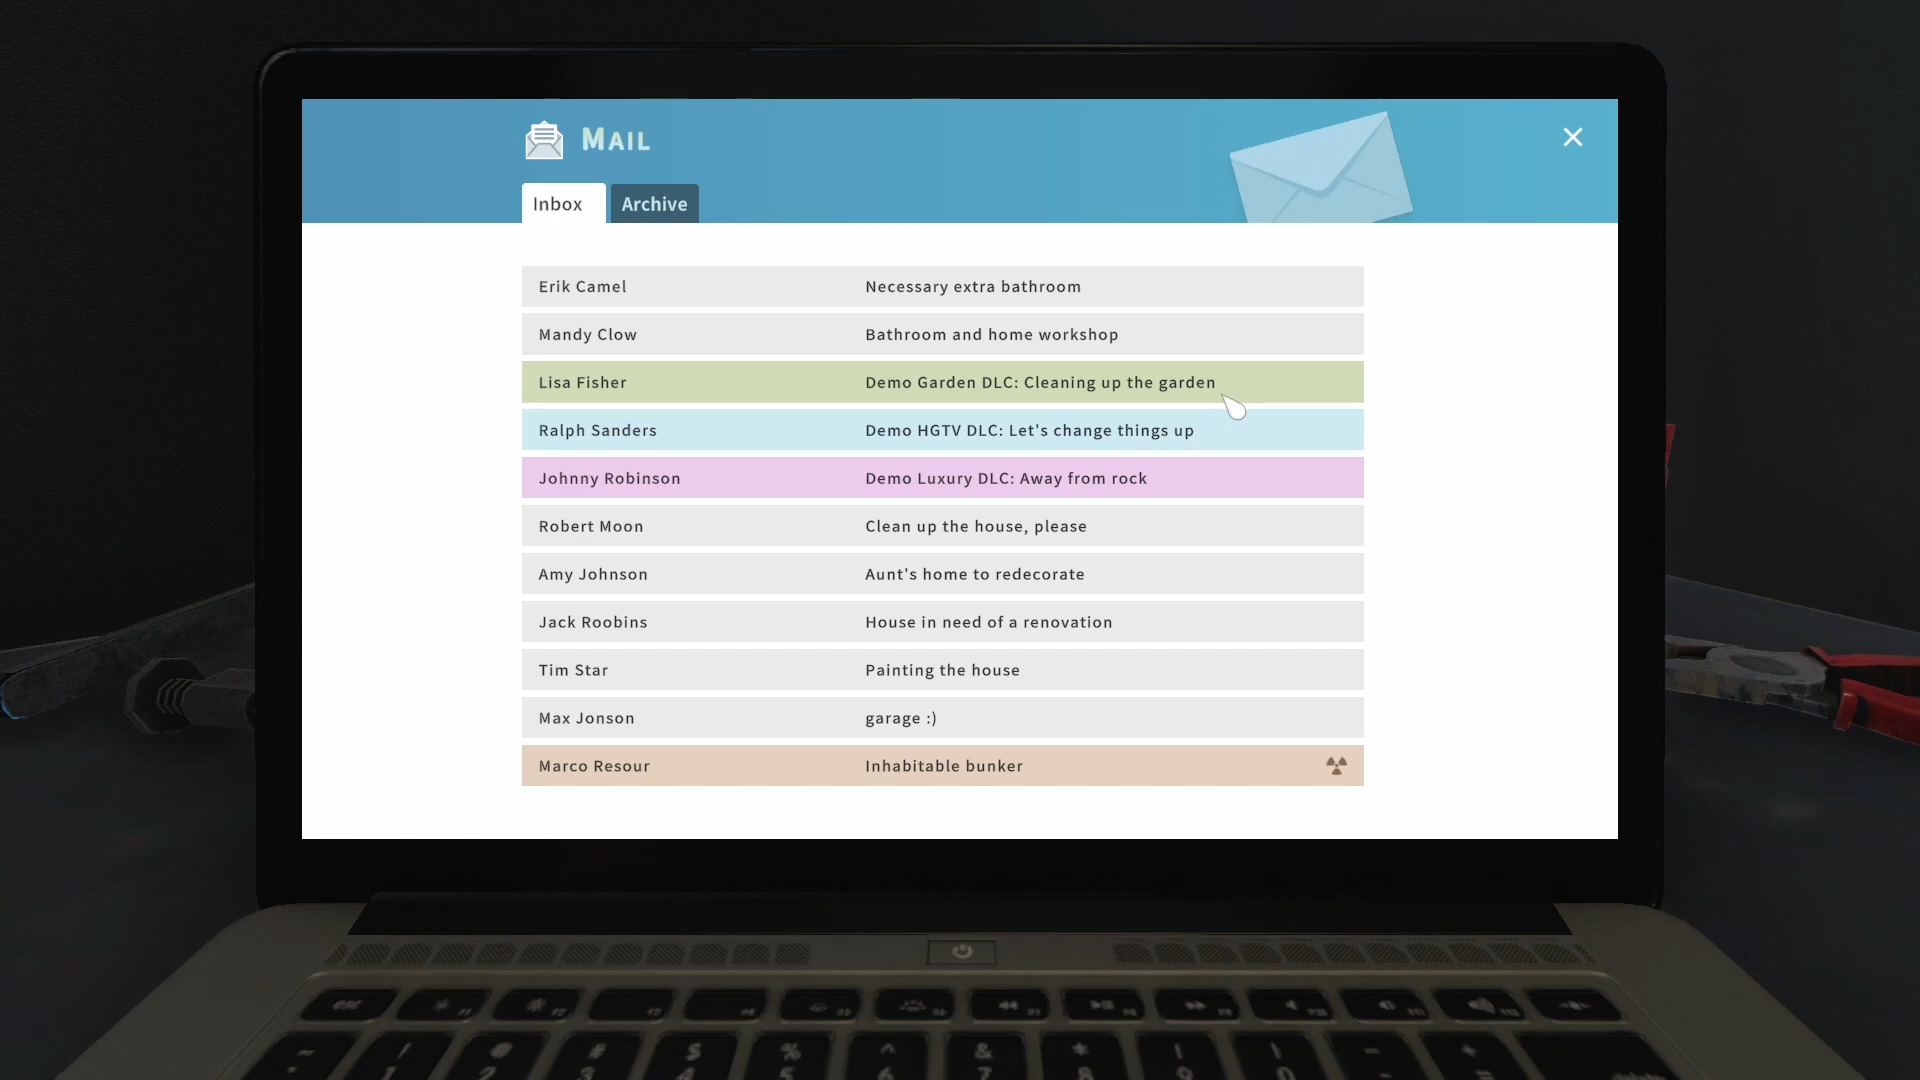 Mail
Inbox
Archive
Erik Camel Necessary extra bathroom
Mandy Clow Bathroom and home workshop
Lisa Fisher Demo Garden DLC: Cleaning up the garden
Ralph Sanders Demo HGTV DLC: Let's change things up
Johnny Robinson Demo Luxury DLC: Away from rock
Robert Moon Clean up the house, please
Amy Johnson Aunt's home to redecorate
Jack Roobins House in need of a renovation
Tim Star Painting the house
Max Jonson garage :)
Marco Resour Inhabitable bunker
esc